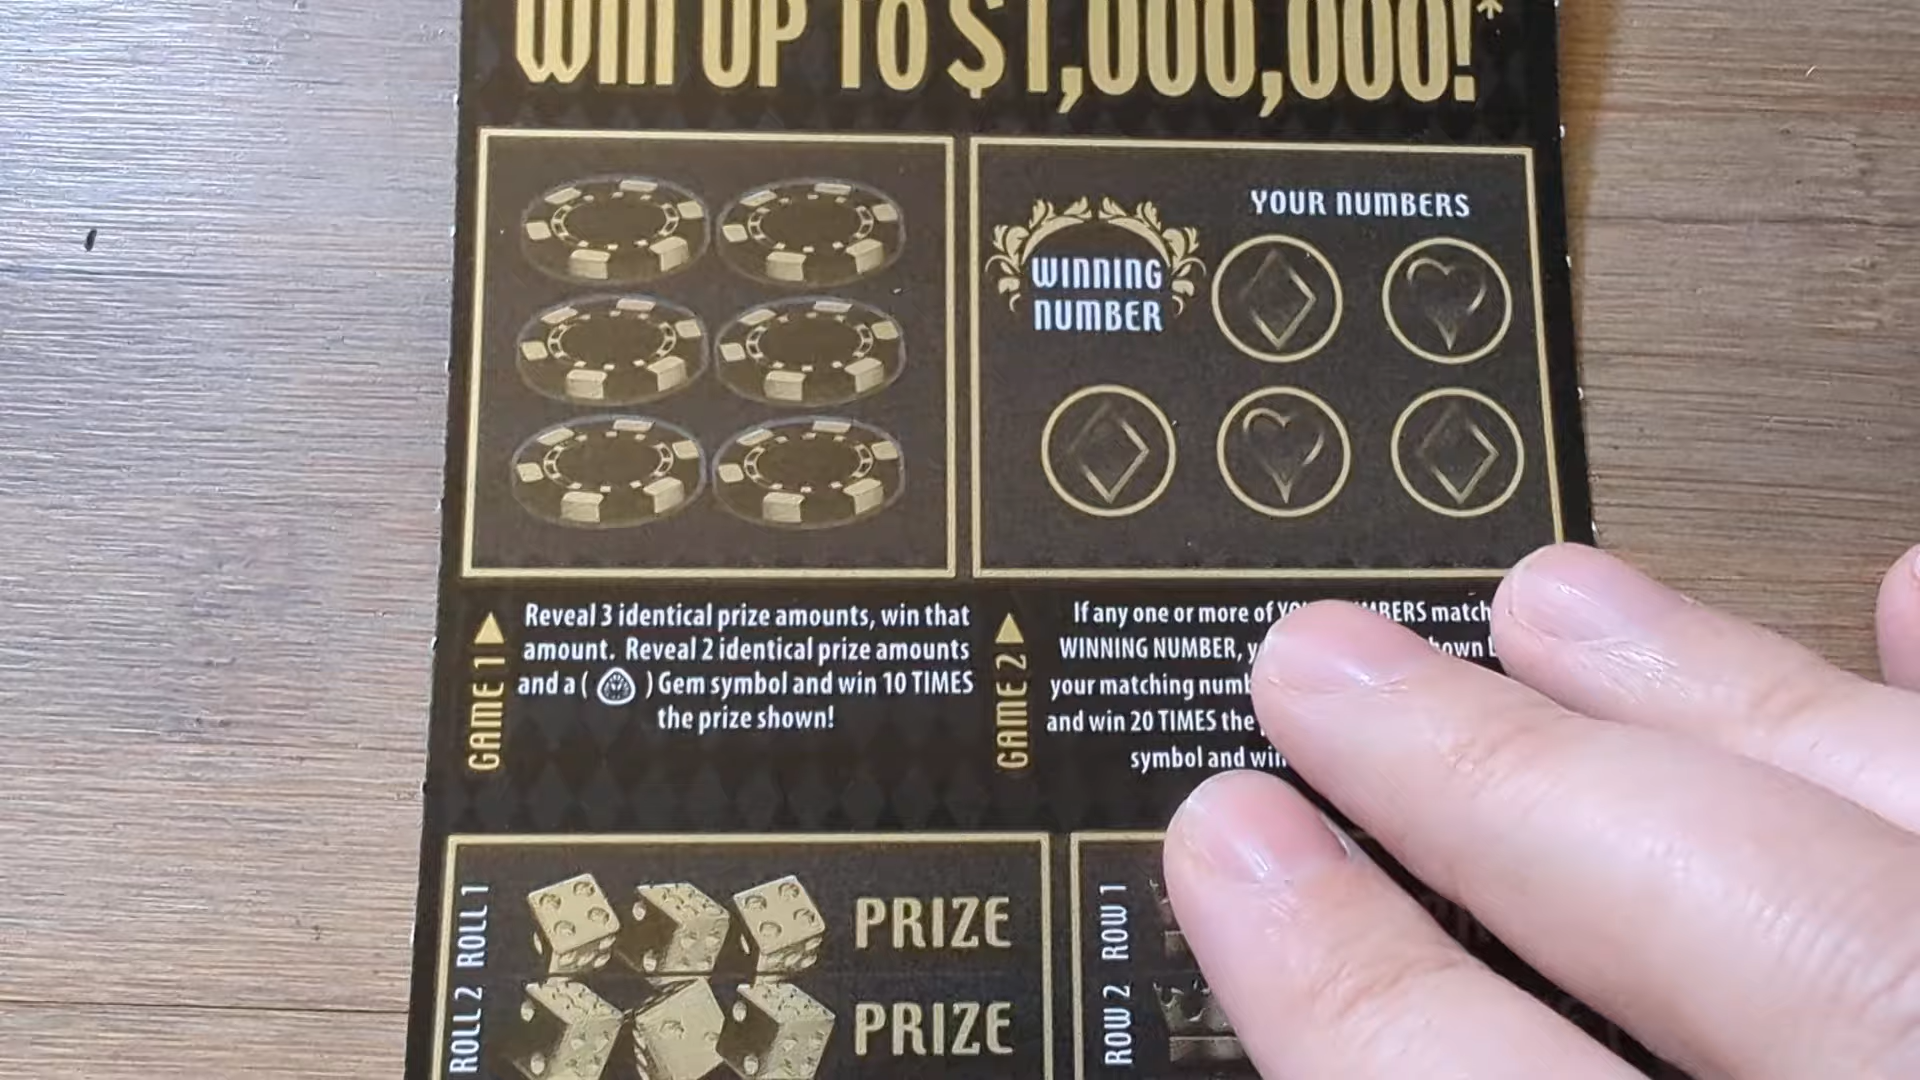 WIN UP TO $1,000,000!*
YOUR NUMBERS
WINNING
NUMBER
GAME 1
Reveal 3 identical prize amounts, win that
amount. Reveal 2 identical prize amounts
and a ( ) Gem symbol and win 10 TIMES
the prize shown!
GAME 2
If any one or more of match
WINNING NUMBER,
your matching
and win 20 TIMES the
symbol and
ROLL 1
PRIZE
ROLL 2
PRIZE
ROW 1
ROW 2